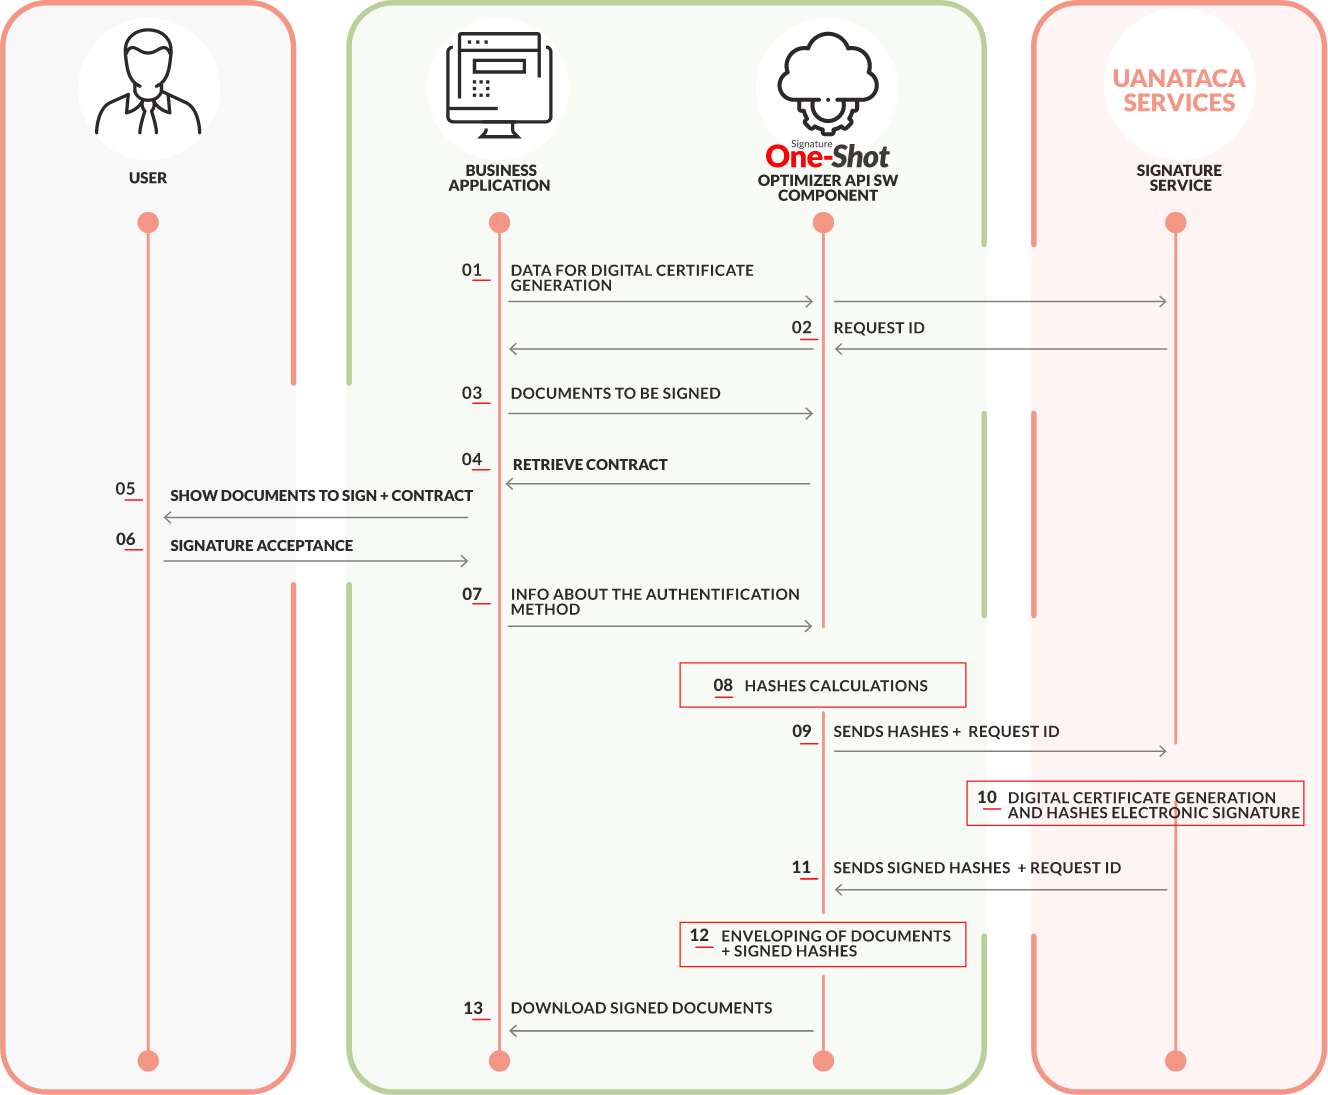 UANATACA
SERVICES
Signature
One-Shot
USER
BUSINESS
APPLICATION
OPTIMIZER API SW
COMPONENT
SIGNATURE
SERVICE
01 DATA FOR DIGITAL CERTIFICATE
GENERATION
02 REQUEST ID
03 DOCUMENTS TO BE SIGNED
04 RETRIEVE CONTRACT
05 SHOW DOCUMENTS TO SIGN + CONTRACT
06 SIGNATURE ACCEPTANCE
07 INFO ABOUT THE AUTHENTIFICATION
METHOD
08 HASHES CALCULATIONS
09 SENDS HASHES + REQUEST ID
10 DIGITAL CERTIFICATE GENERATION
AND HASHES ELECTRONIC SIGNATURE
11 SENDS SIGNED HASHES + REQUEST ID
12 ENVELOPING OF DOCUMENTS
+ SIGNED HASHES
13 DOWNLOAD SIGNED DOCUMENTS